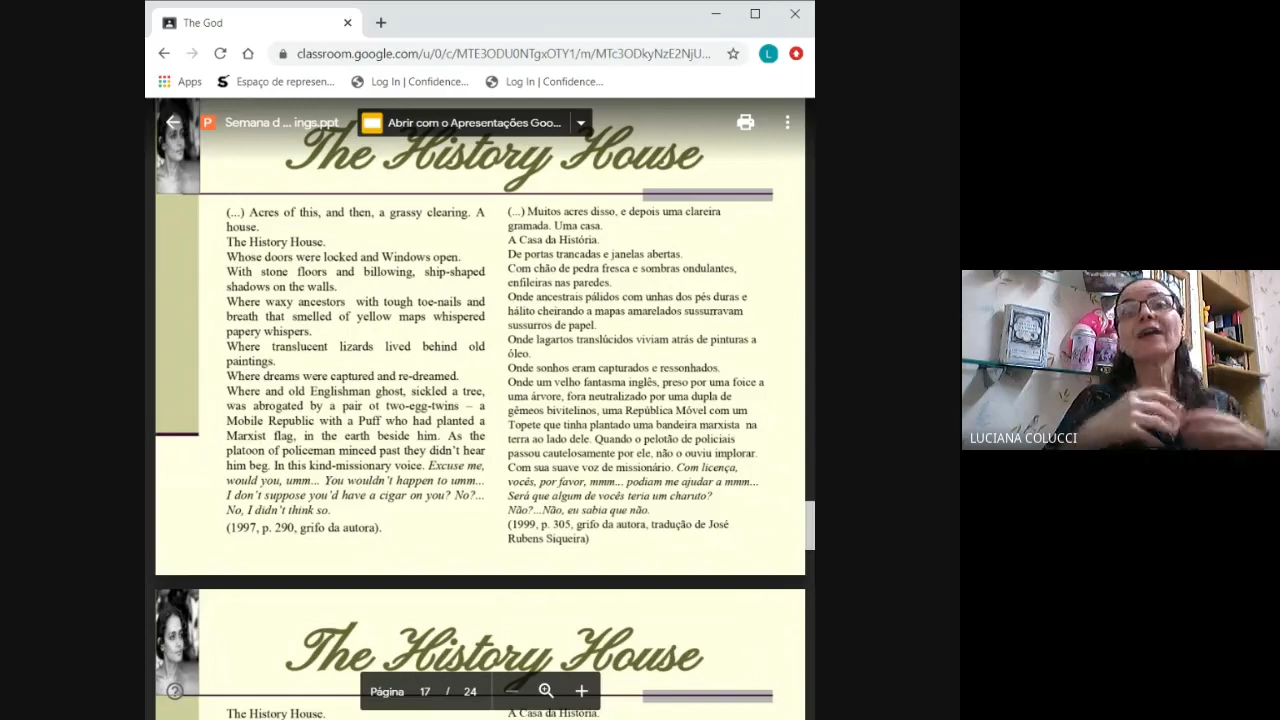 The God
classroom.google.com/u/0/c/MTE3ODU0NTgxOTY1/m/MTc3ODkyNzE2NjU...
L
Apps
Espaço de represen...
Log In | Confidence...
Log In | Confidence...
P
Semana d ... ings.ppt
Abrir com o Apresentações Goo...
The History House
(...) Acres of this, and then, a grassy clearing. A
house.
The History House.
Whose doors were locked and Windows open.
With stone floors and billowing, ship-shaped
shadows on the walls.
Where waxy ancestors with tough toe-nails and
breath that smelled of yellow maps whispered
papery whispers.
Where translucent lizards lived behind old
paintings.
Where dreams were captured and re-dreamed.
Where and old Englishman ghost, sickled a tree,
was abrogated by a pair ot two-egg-twins – a
Mobile Republic with a Puff who had planted a
Marxist flag, in the earth beside him. As the
platoon of policeman minced past they didn't hear
him beg. In this kind-missionary voice. Excuse me,
would you, umm... You wouldn't happen to umm...
I don't suppose you'd have a cigar on you? No?...
No, I didn't think so.
(1997, p. 290, grifo da autora).
(...) Muitos acres disso, e depois uma clareira
gramada. Uma casa.
A Casa da História.
De portas trancadas e janelas abertas.
Com chão de pedra fresca e sombras ondulantes,
enfileiras nas paredes.
Onde ancestrais pálidos com unhas dos pés duras e
hálito cheirando a mapas amarelados sussurravam
sussurros de papel.
Onde lagartos translúcidos viviam atrás de pinturas a
óleo.
Onde sonhos eram capturados e ressonhados.
Onde um velho fantasma inglês, preso por uma foice a
uma árvore, fora neutralizado por uma dupla de
gêmeos bivitelinos, uma República Móvel com um
Topete que tinha plantado uma bandeira marxista na
terra ao lado dele. Quando o pelotão de policiais
passou cautelosamente por ele, não o ouviu implorar.
Com sua suave voz de missionário. Com licença,
vocês, por favor, mmm... podiam me ajudar a mmm...
Será que algum de vocês teria um charuto?
Não?...Não, eu sabia que não.
(1999, p. 305, grifo da autora, tradução de José
Rubens Siqueira)
LUCIANA COLUCCI
The History House
Página 17 / 24
The History House.
A Casa da História.